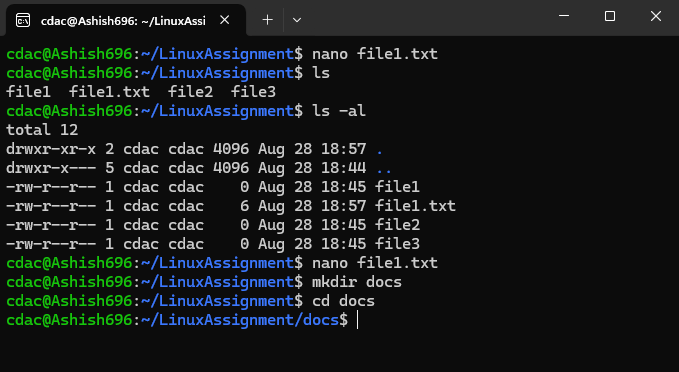 cdac@Ashish696: ~/LinuxAssi
cdac@Ashish696:~/LinuxAssignment$ nano file1.txt
cdac@Ashish696:~/LinuxAssignment$ ls
file1  file1.txt  file2  file3
cdac@Ashish696:~/LinuxAssignment$ ls -al
total 12
drwxr-xr-x 2 cdac cdac 4096 Aug 28 18:57 .
drwxr-x--- 5 cdac cdac 4096 Aug 28 18:44 ..
-rw-r--r-- 1 cdac cdac    0 Aug 28 18:45 file1
-rw-r--r-- 1 cdac cdac    6 Aug 28 18:57 file1.txt
-rw-r--r-- 1 cdac cdac    0 Aug 28 18:45 file2
-rw-r--r-- 1 cdac cdac    0 Aug 28 18:45 file3
cdac@Ashish696:~/LinuxAssignment$ nano file1.txt
cdac@Ashish696:~/LinuxAssignment$ mkdir docs
cdac@Ashish696:~/LinuxAssignment$ cd docs
cdac@Ashish696:~/LinuxAssignment/docs$